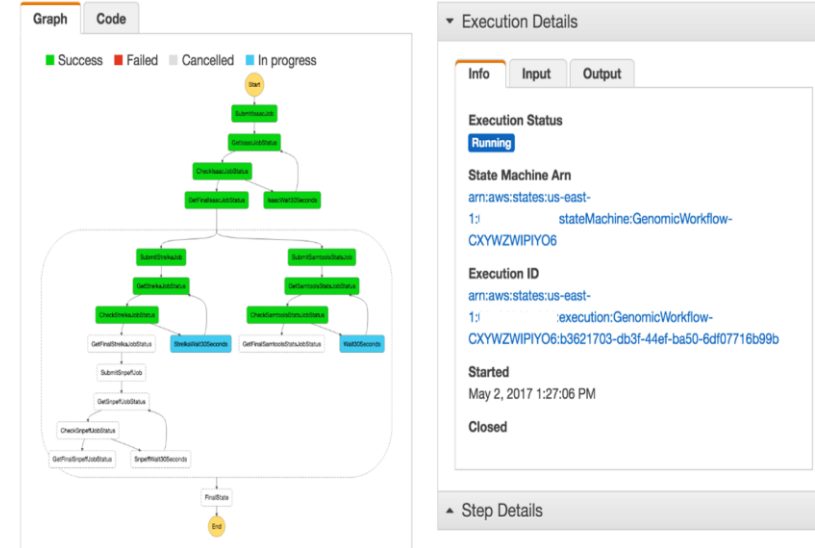 Graph Code
Success Failed Cancelled In progress
Start
SubmitIsaacJob
GetIsaacJobStatus
CheckIsaacJobStatus
GetFinalIsaacJobStatus IsaacWait30Seconds
SubmitStrelkaJob SubmitSamtoolsStatsJob
GetStrelkaJobStatus GetSamtoolsStatsJobStatus
CheckStrelkaJobStatus CheckSamtoolsStatsJobStatus
GetFinalStrelkaJobStatus StrelkaWait30Seconds GetFinalSamtoolsStatsJobStatus Wait30Seconds
SubmitSnpeffJob
GetSnpeffJobStatus
CheckSnpeffJobStatus
GetFinalSnpeffJobStatus SnpeffWait30Seconds
FinalState
End
Execution Details
Info Input Output
Execution Status
Running
State Machine Arn
arn:aws:states:us-east-
1: stateMachine:GenomicWorkflow-
CXYWZWIPIYO6
Execution ID
arn:aws:states:us-east-
1: :execution:GenomicWorkflow-
CXYWZWIPIYO6:b3621703-db3f-44ef-ba50-6df07716b99b
Started
May 2, 2017 1:27:06 PM
Closed
Step Details